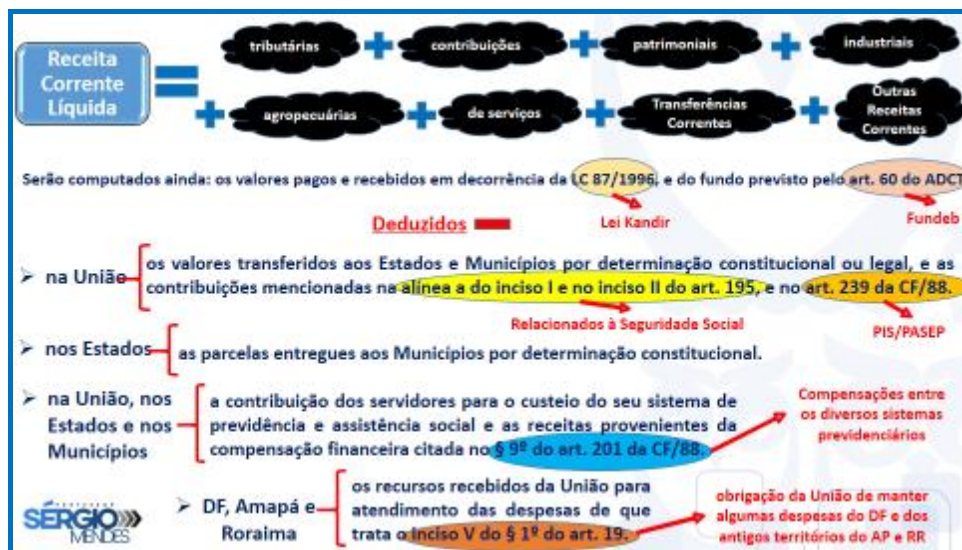 Receita
Corrente
Líquida
tributárias
contribuições
patrimoniais
industriais
agropecuárias
de serviços
Transferências
Correntes
Outras
Receitas
Correntes
Serão computados ainda: os valores pagos e recebidos em decorrência da LC 87/1996, e do fundo previsto pelo art. 60 do ADCT
Lei Kandir
Fundeb
Deduzidos
na União
os valores transferidos aos Estados e Municípios por determinação constitucional ou legal, e as
contribuições mencionadas na alínea a do inciso I e no inciso II do art. 195, e no art. 239 da CF/88.
Relacionados à Seguridade Social
PIS/PASEP
nos Estados
as parcelas entregues aos Municípios por determinação constitucional.
na União, nos
Estados e nos
Municípios
a contribuição dos servidores para o custeio do seu sistema de
previdência e assistência social e as receitas provenientes da
compensação financeira citada no § 9º do art. 201 da CF/88.
Compensações entre
os diversos sistemas
previdenciários
DF, Amapá e
Roraima
os recursos recebidos da União para
atendimento das despesas de que
trata o inciso V do § 1º do art. 19.
obrigação da União de manter
algumas despesas do DF e dos
antigos territórios do AP e RR
SÉRGIO
MENDES